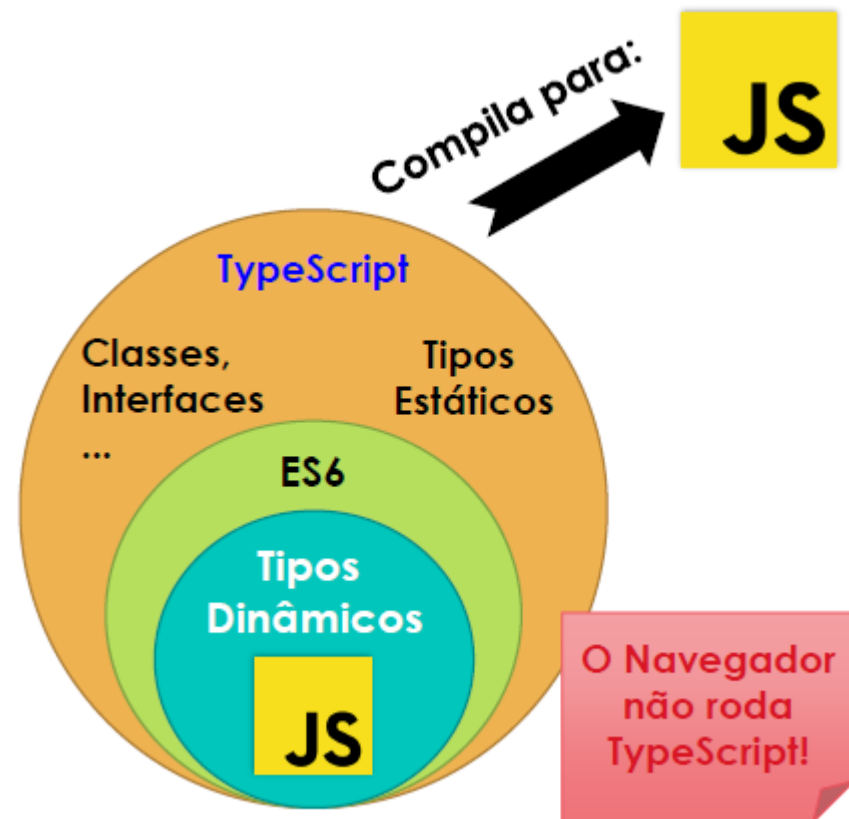 Compila para:
JS
TypeScript
Classes,
Interfaces
...
Tipos
Estáticos
ES6
Tipos
Dinâmicos
JS
O Navegador
não roda
TypeScript!